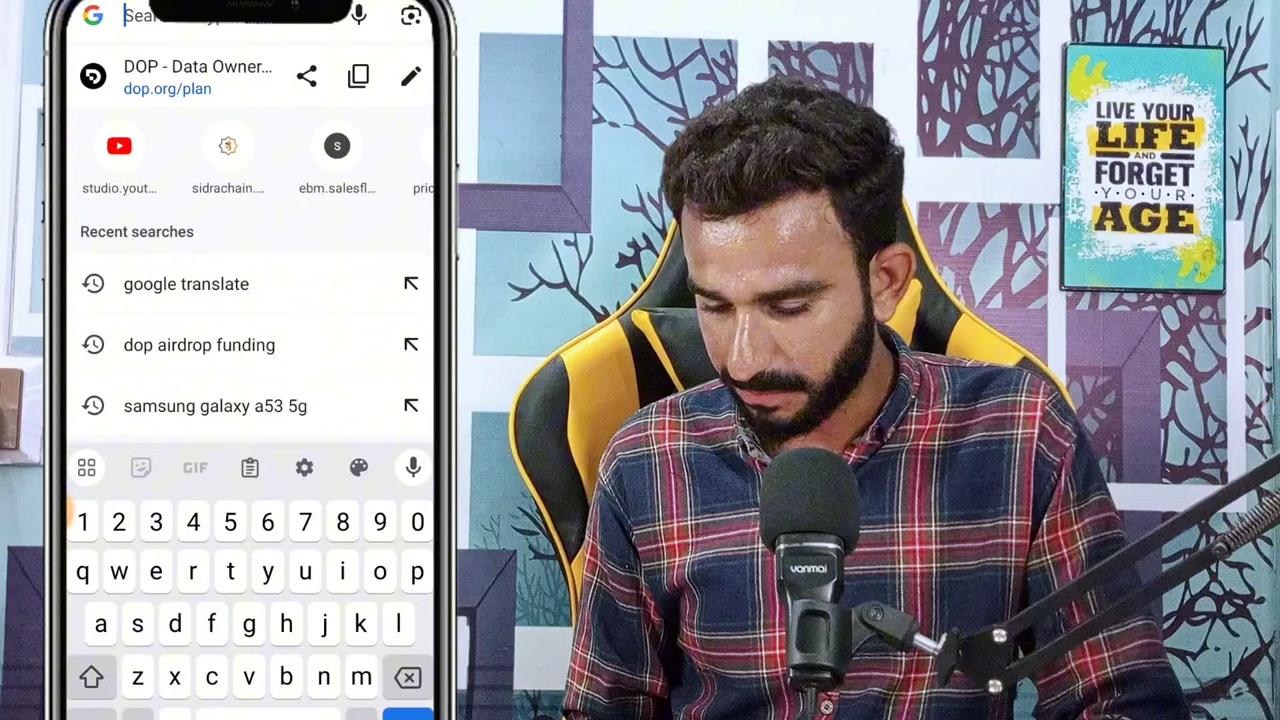 DOP - Data Owner...
dop.org/plan
studio.yout...
sidrachain....
S
ebm.salesfl...
Recent searches
google translate
dop airdrop funding
samsung galaxy a53 5g
GIF
1 2 3 4 5 6 7 8 9 0
q w e r t y u i o p
a s d f g h j k l
z x c v b n m
LIVE YOUR
LIFE
AND
FORGET
·Y·O·U·R·
AGE
vanmai